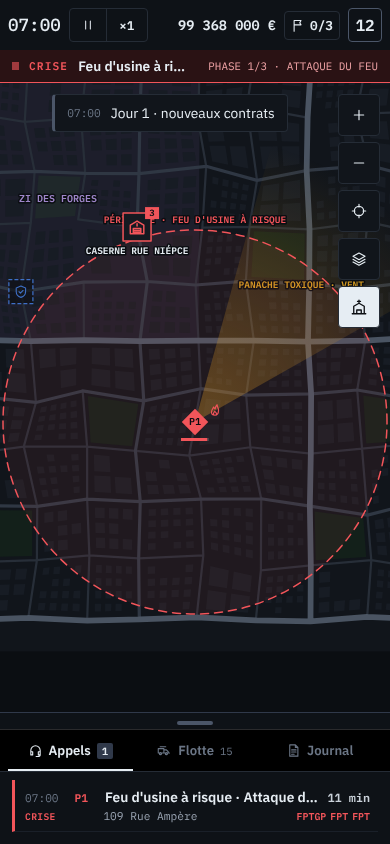 07:00 ×1 99 368 000 € 0/3 12
CRISE Feu d'usine à ri... PHASE 1/3 · ATTAQUE DU FEU
07:00 Jour 1 · nouveaux contrats
ZI DES FORGES
3
· FEU D'USINE À RISQUE
CASERNE RUE NIÉPCE
PANACHE TOXIQUE · VENT
P1
Appels 1 Flotte 15 Journal
07:00 P1 Feu d'usine à risque · Attaque d... 11 min
CRISE 109 Rue Ampère FPTGP FPT FPT